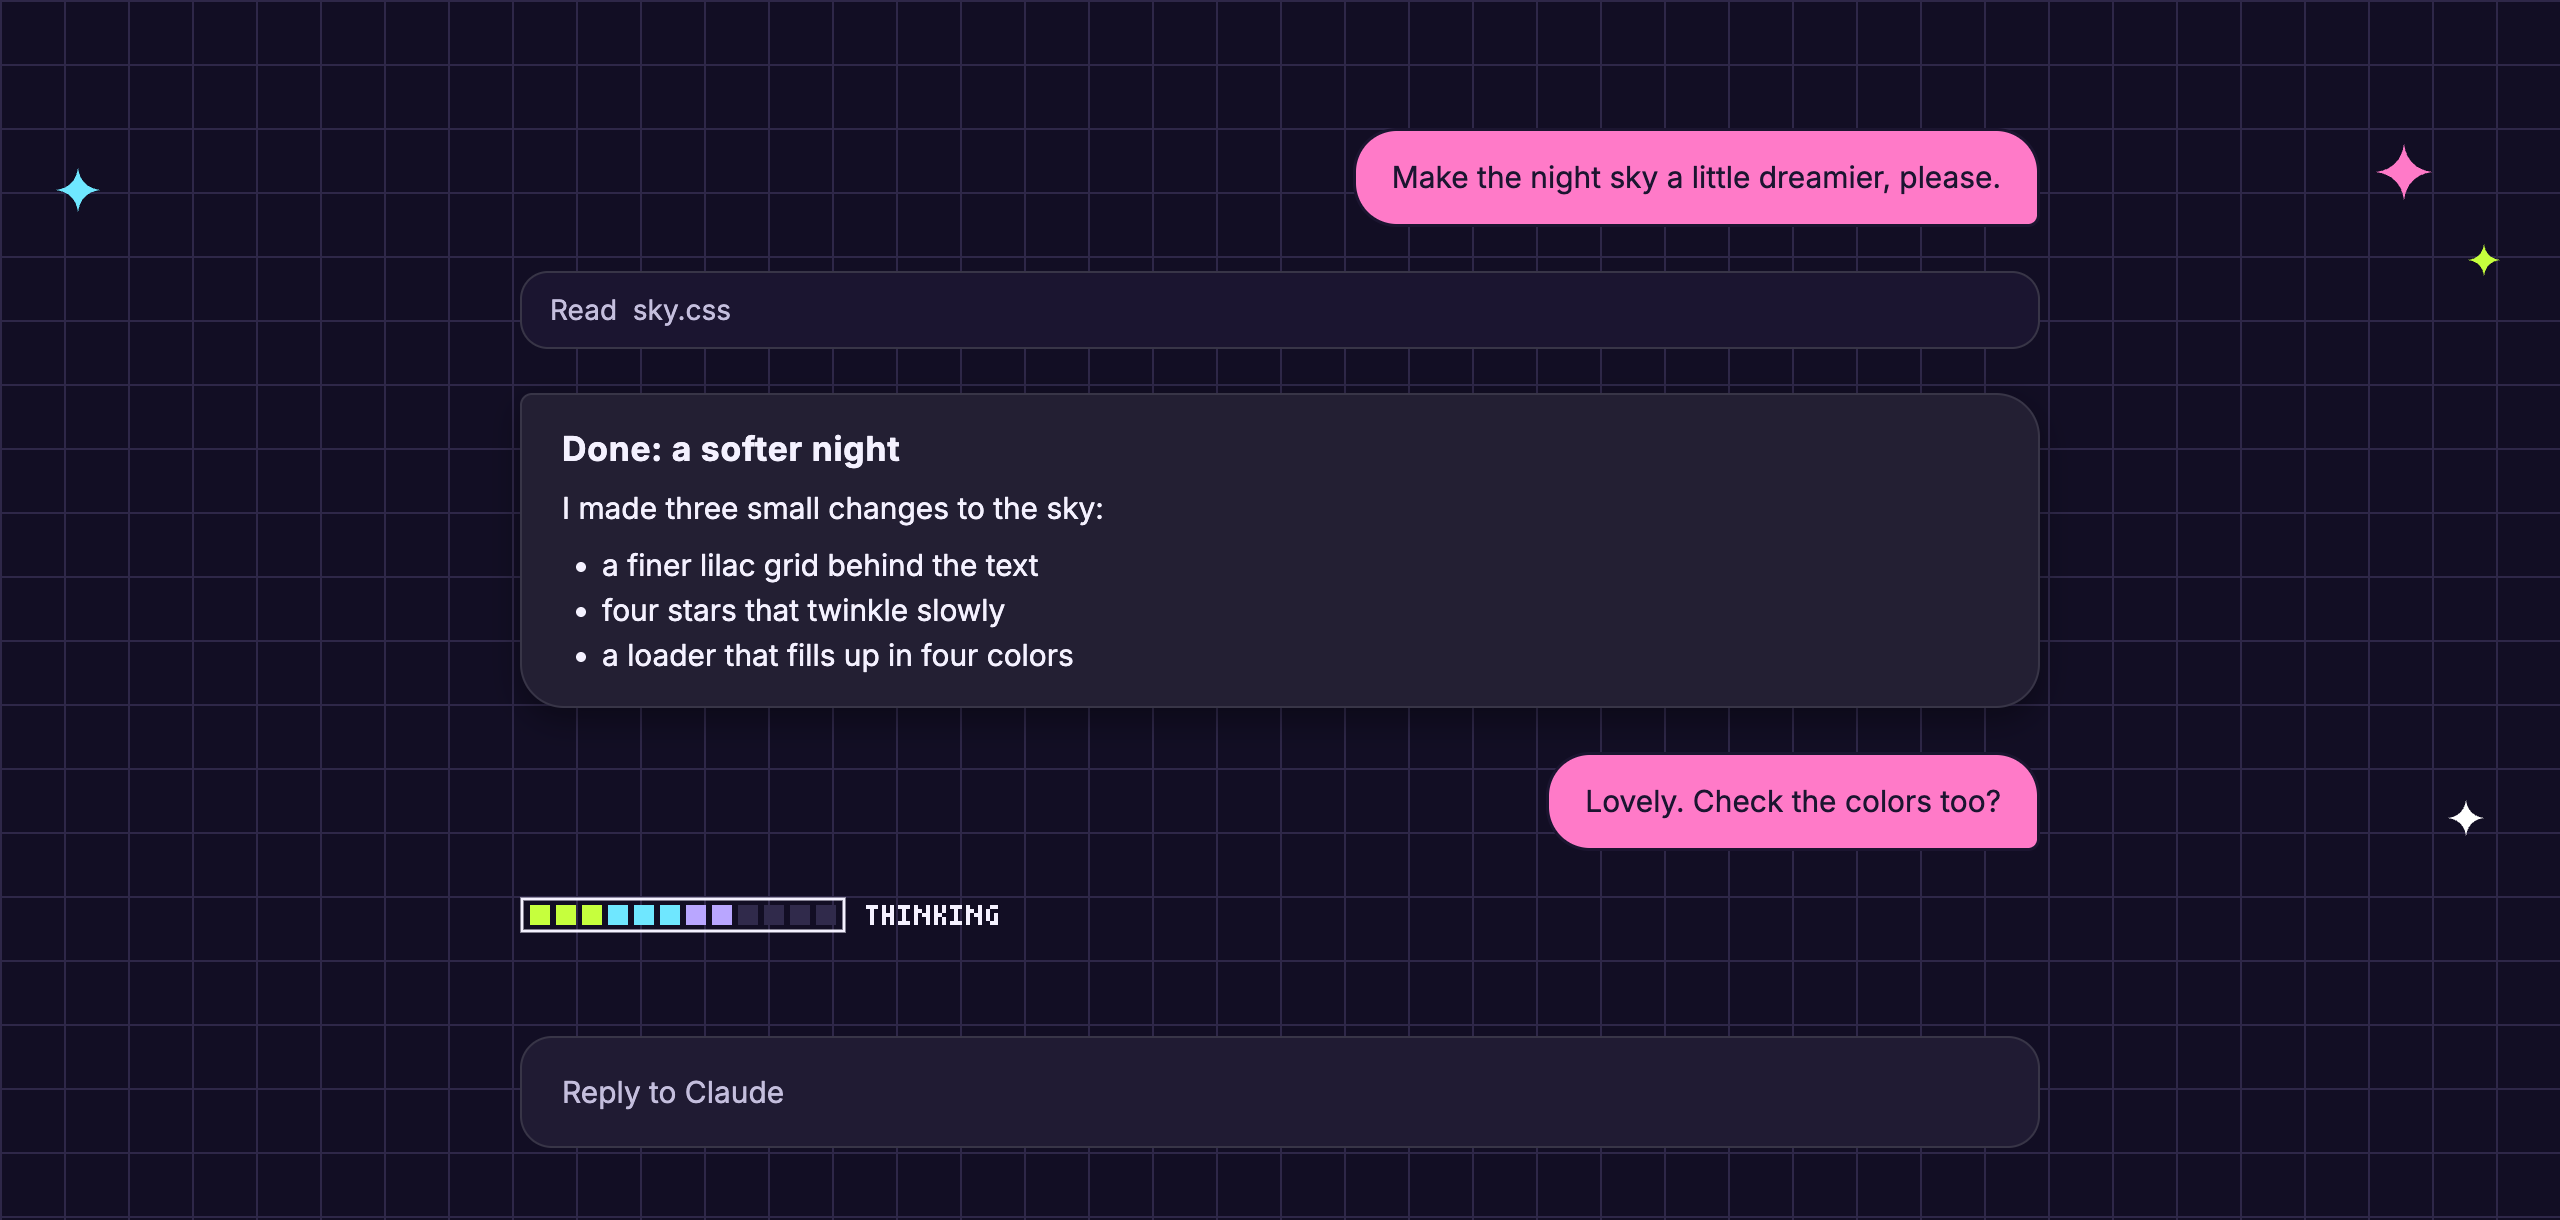 Make the night sky a little dreamier, please.
Read sky.css
Done: a softer night
I made three small changes to the sky:
• a finer lilac grid behind the text
• four stars that twinkle slowly
• a loader that fills up in four colors
Lovely. Check the colors too?
THINKING
Reply to Claude